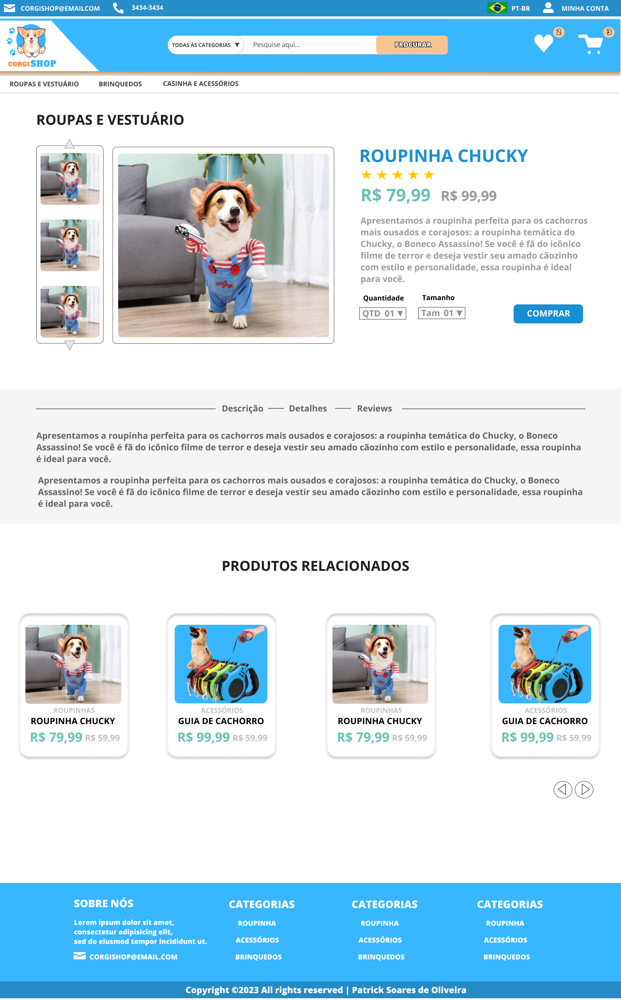 CORGISHOP@EMAILCOM
3434-3434
PT-BR
MINHA CONTA
CORGI SHOP
TODAS ÀS CATEGORIAS ▼
Pesquise aqui...
PROCURAR
2
3
ROUPAS E VESTUÁRIO
BRINQUEDOS
CASINHA E ACESSÓRIOS
ROUPAS E VESTUÁRIO
Good Dogs
ROUPINHA CHUCKY
★ ★ ★ ★ ★
R$ 79,99 R$ 99,99
Apresentamos a roupinha perfeita para os cachorros
mais ousados e corajosos: a roupinha temática do
Chucky, o Boneco Assassino! Se você é fã do icônico
filme de terror e deseja vestir seu amado cãozinho
com estilo e personalidade, essa roupinha é ideal
para você.
Quantidade
Tamanho
QTD 01 ▼
Tam 01 ▼
COMPRAR
Descrição
Detalhes
Reviews
Apresentamos a roupinha perfeita para os cachorros mais ousados e corajosos: a roupinha temática do Chucky, o Boneco
Assassino! Se você é fã do icônico filme de terror e deseja vestir seu amado cãozinho com estilo e personalidade, essa roupinha
é ideal para você.
Apresentamos a roupinha perfeita para os cachorros mais ousados e corajosos: a roupinha temática do Chucky, o Boneco
Assassino! Se você é fã do icônico filme de terror e deseja vestir seu amado cãozinho com estilo e personalidade, essa roupinha
é ideal para você.
PRODUTOS RELACIONADOS
ROUPINHAS
ROUPINHA CHUCKY
R$ 79,99 R$ 59,99
ACESSÓRIOS
GUIA DE CACHORRO
R$ 99,99 R$ 59,99
ROUPINHAS
ROUPINHA CHUCKY
R$ 79,99 R$ 59,99
ACESSÓRIOS
GUIA DE CACHORRO
R$ 99,99 R$ 59,99
SOBRE NÓS
Lorem ipsum dolor sit amet,
consectetur adipisicing elit,
sed do eiusmod tempor incididunt ut.
CORGISHOP@EMAIL.COM
CATEGORIAS
ROUPINHA
ACESSÓRIOS
BRINQUEDOS
CATEGORIAS
ROUPINHA
ACESSÓRIOS
BRINQUEDOS
CATEGORIAS
ROUPINHA
ACESSÓRIOS
BRINQUEDOS
Copyright ©2023 All rights reserved | Patrick Soares de Oliveira